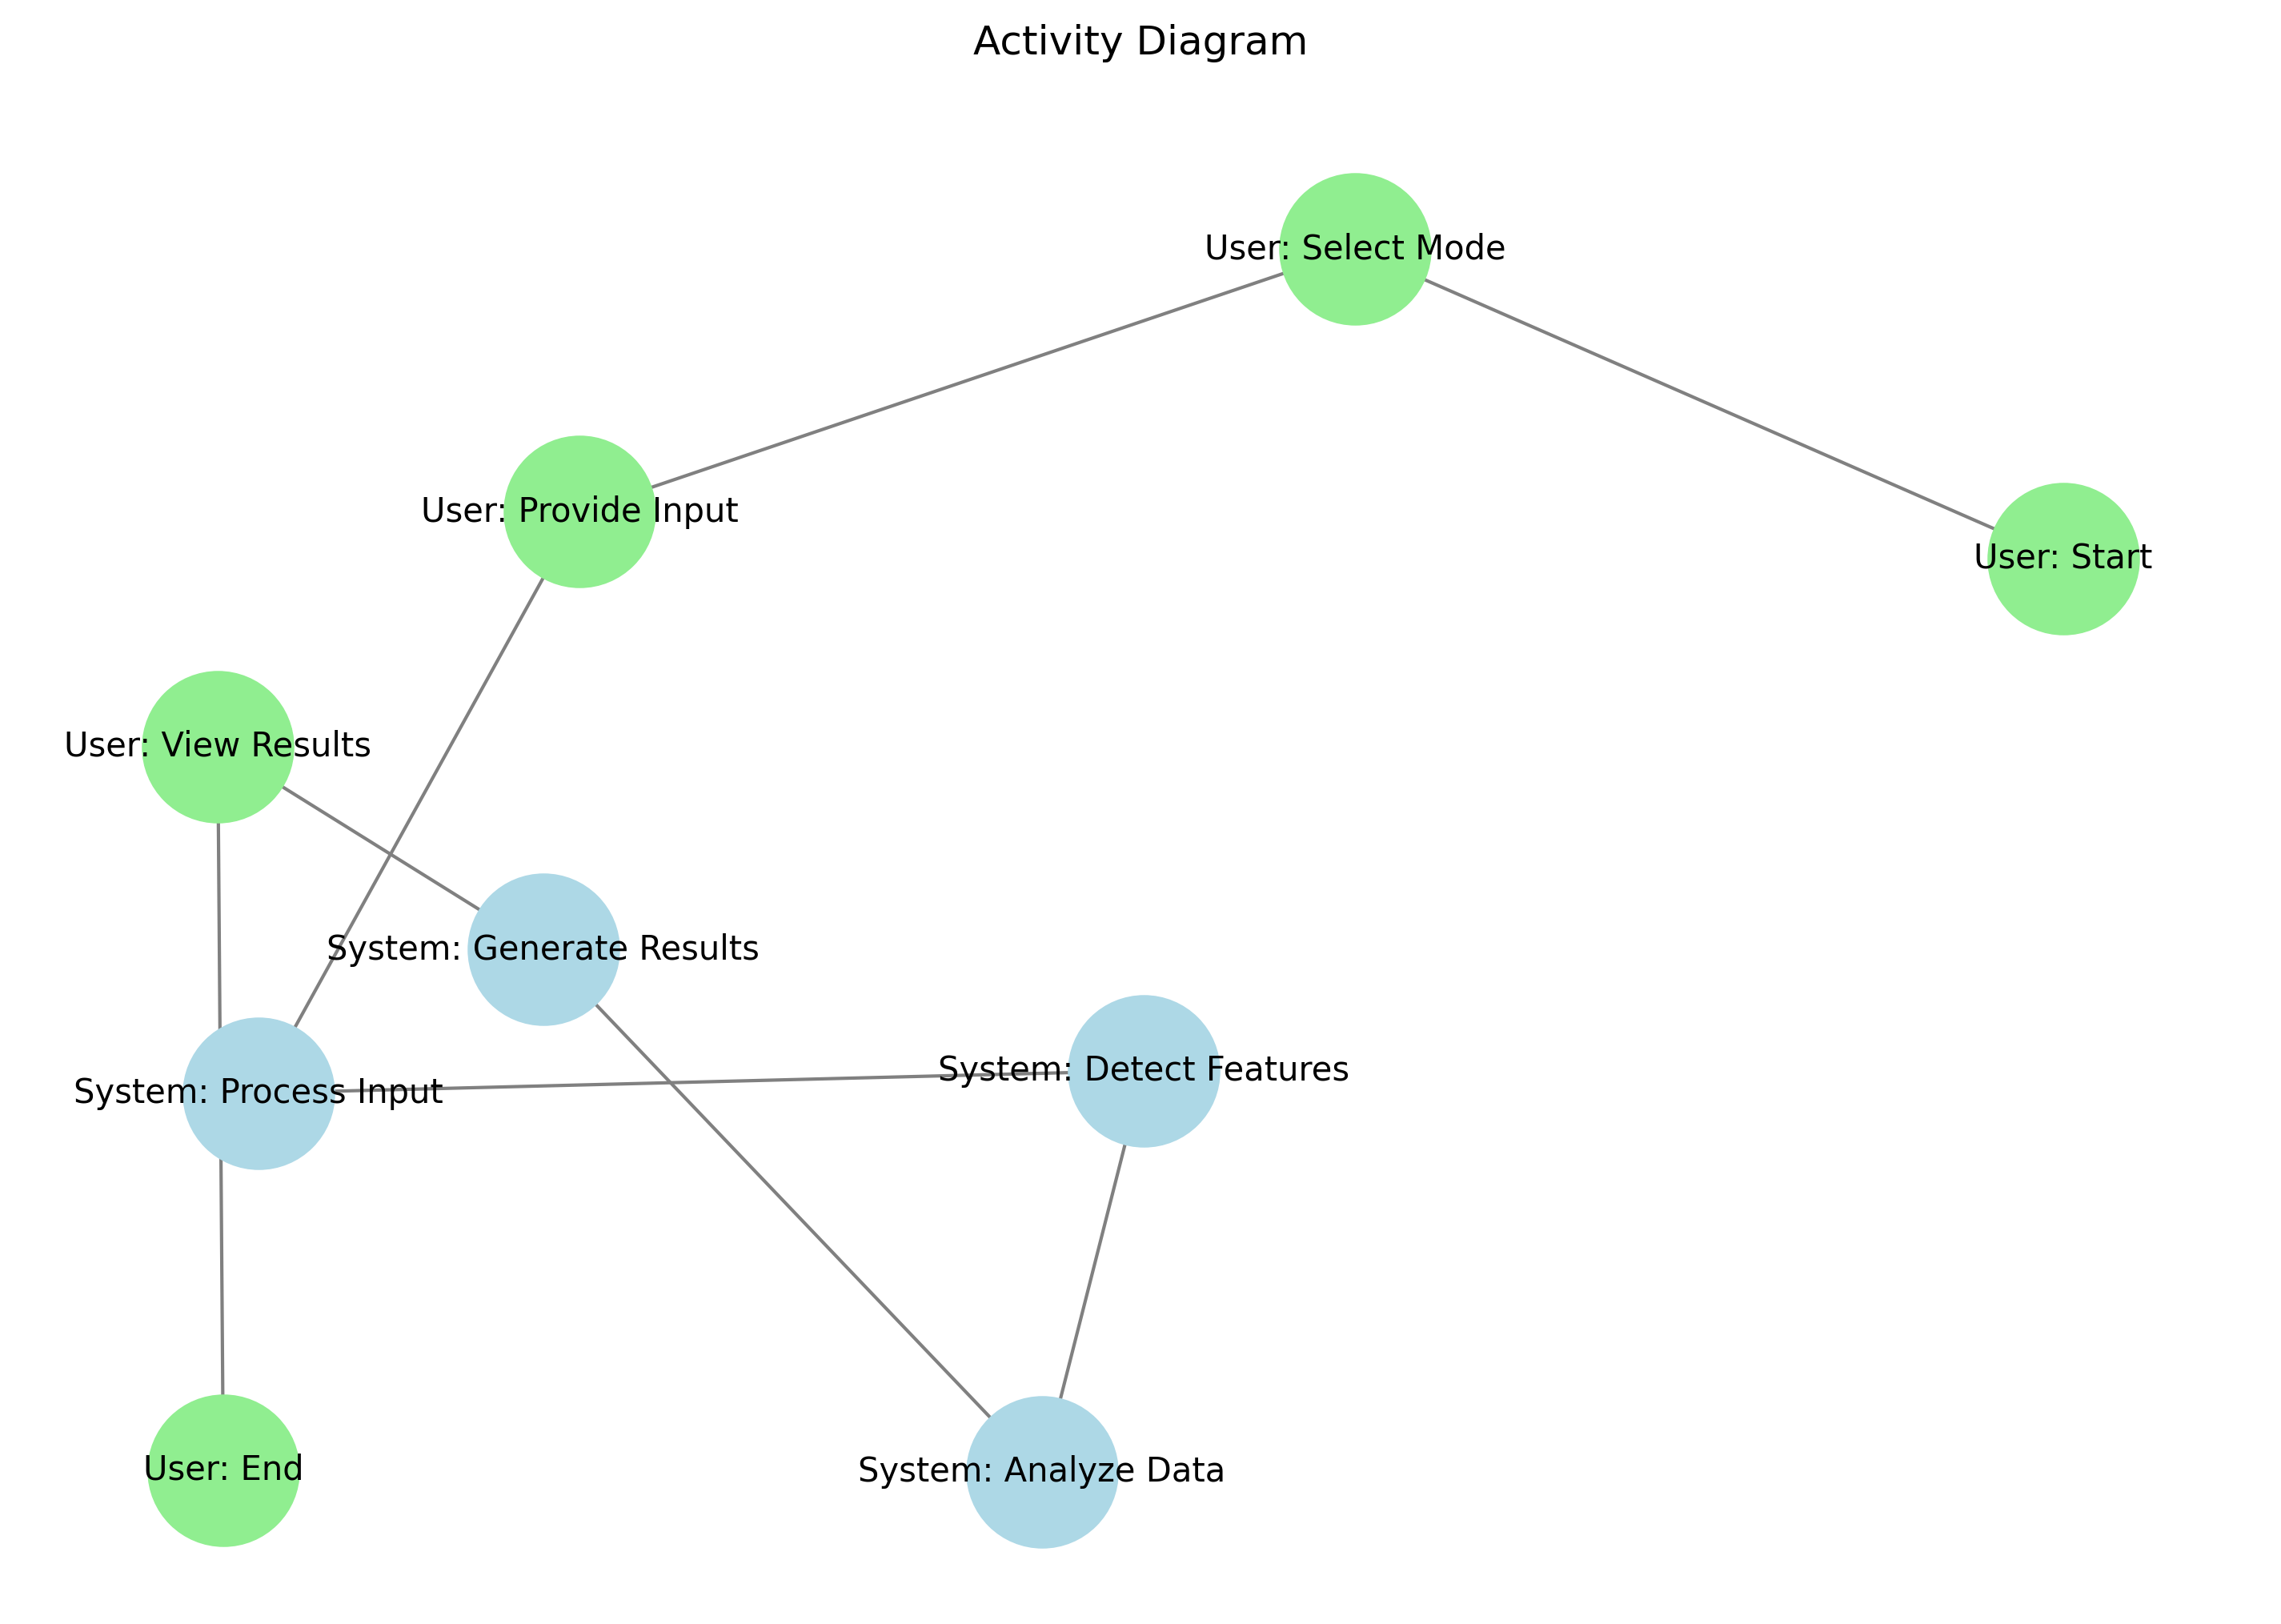 Activity Diagram
User: Select Mode
User: Provide Input
User: Start
User: View Results
System: Generate Results
System: Detect Features
System: Process Input
User: End
System: Analyze Data